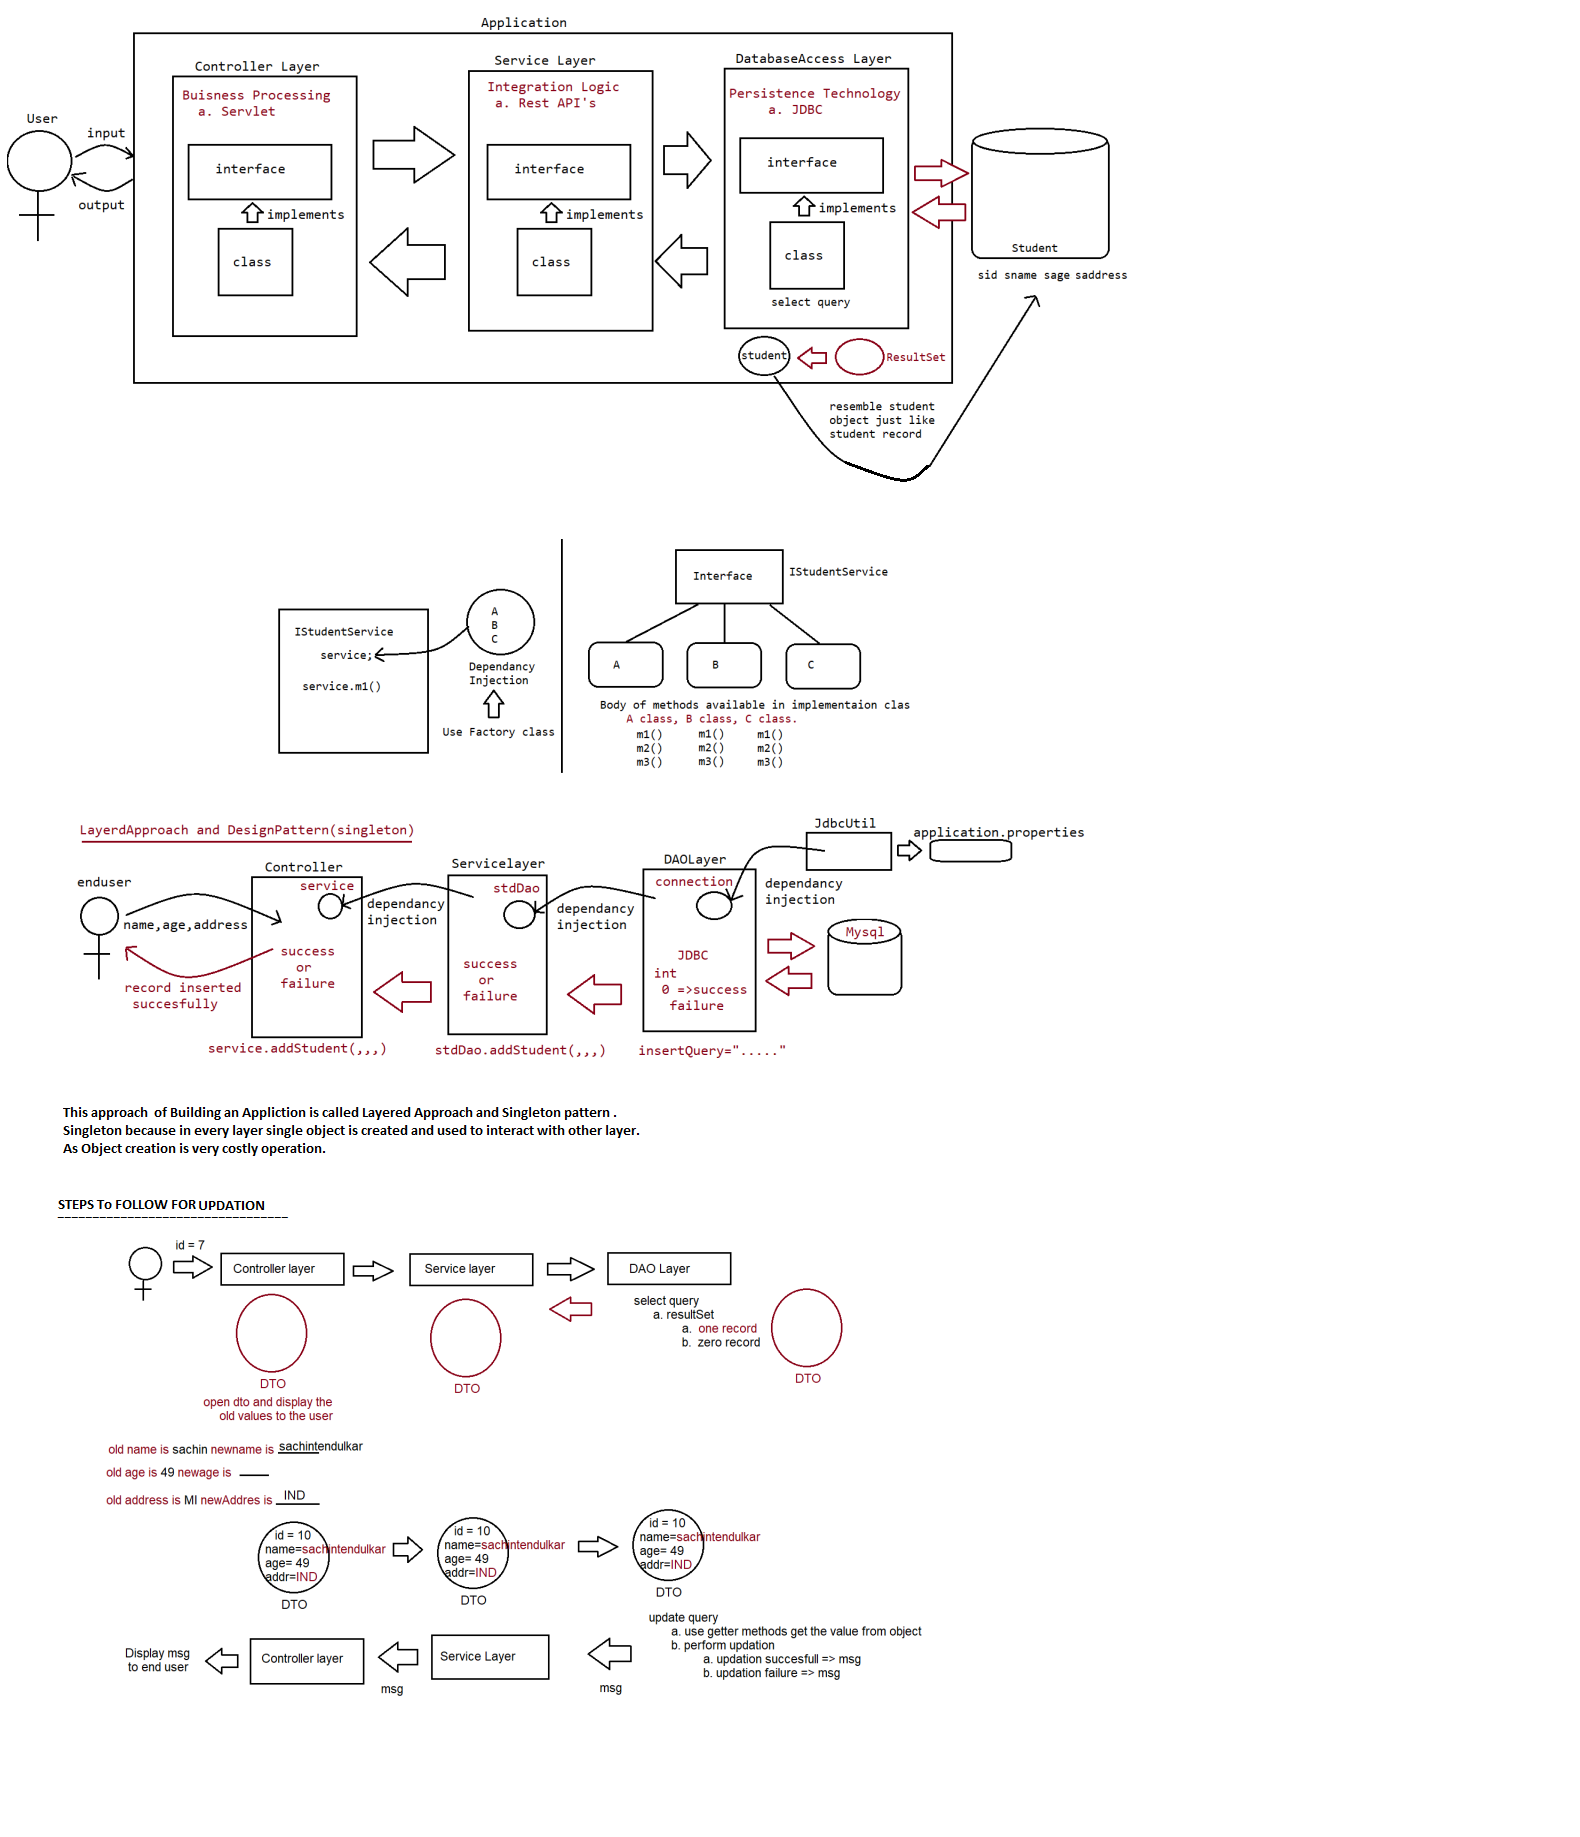 Application
Controller Layer
Service Layer
DatabaseAccess Layer
Buisness Processing
a. Servlet
Integration Logic
a. Rest API's
Persistence Technology
a. JDBC
User
input
output
interface
implements
class
interface
implements
class
interface
implements
class
select query
Student
sid sname sage saddress
student
ResultSet
resemble student
object just like
student record
IStudentService
service;
service.m1()
A
B
C
Dependancy
Injection
Use Factory class
Interface
IStudentService
A
B
C
Body of methods available in implementaion clas
A class, B class, C class.
m1() m1() m1()
m2() m2() m2()
m3() m3() m3()
LayerdApproach and DesignPattern(singleton)
JdbcUtil
application.properties
enduser
Controller
Servicelayer
DAOLayer
service
stdDao
connection
dependancy
injection
dependancy
injection
dependancy
injection
name,age,address
record inserted
succesfully
success
or
failure
success
or
failure
JDBC
int
0 =>success
failure
Mysql
service.addStudent(,,,)
stdDao.addStudent(,,,)
insertQuery="....."
This approach  of Building an Appliction is called Layered Approach and Singleton pattern .
Singleton because in every layer single object is created and used to interact with other layer.
As Object creation is very costly operation.
STEPS To FOLLOW FOR UPDATION
id = 7
Controller layer
Service layer
DAO Layer
select query
a. resultSet
a. one record
b. zero record
DTO
DTO
DTO
open dto and display the
old values to the user
old name is sachin newname is sachintendulkar
old age is 49 newage is
old address is MI newAddres is IND
id = 10
name=sachintendulkar
age= 49
addr=IND
DTO
id = 10
name=sachintendulkar
age= 49
addr=IND
DTO
id = 10
name=sachintendulkar
age= 49
addr=IND
DTO
update query
a. use getter methods get the value from object
b. perform updation
a. updation succesfull => msg
b. updation failure => msg
Display msg
to end user
Controller layer
msg
Service Layer
msg